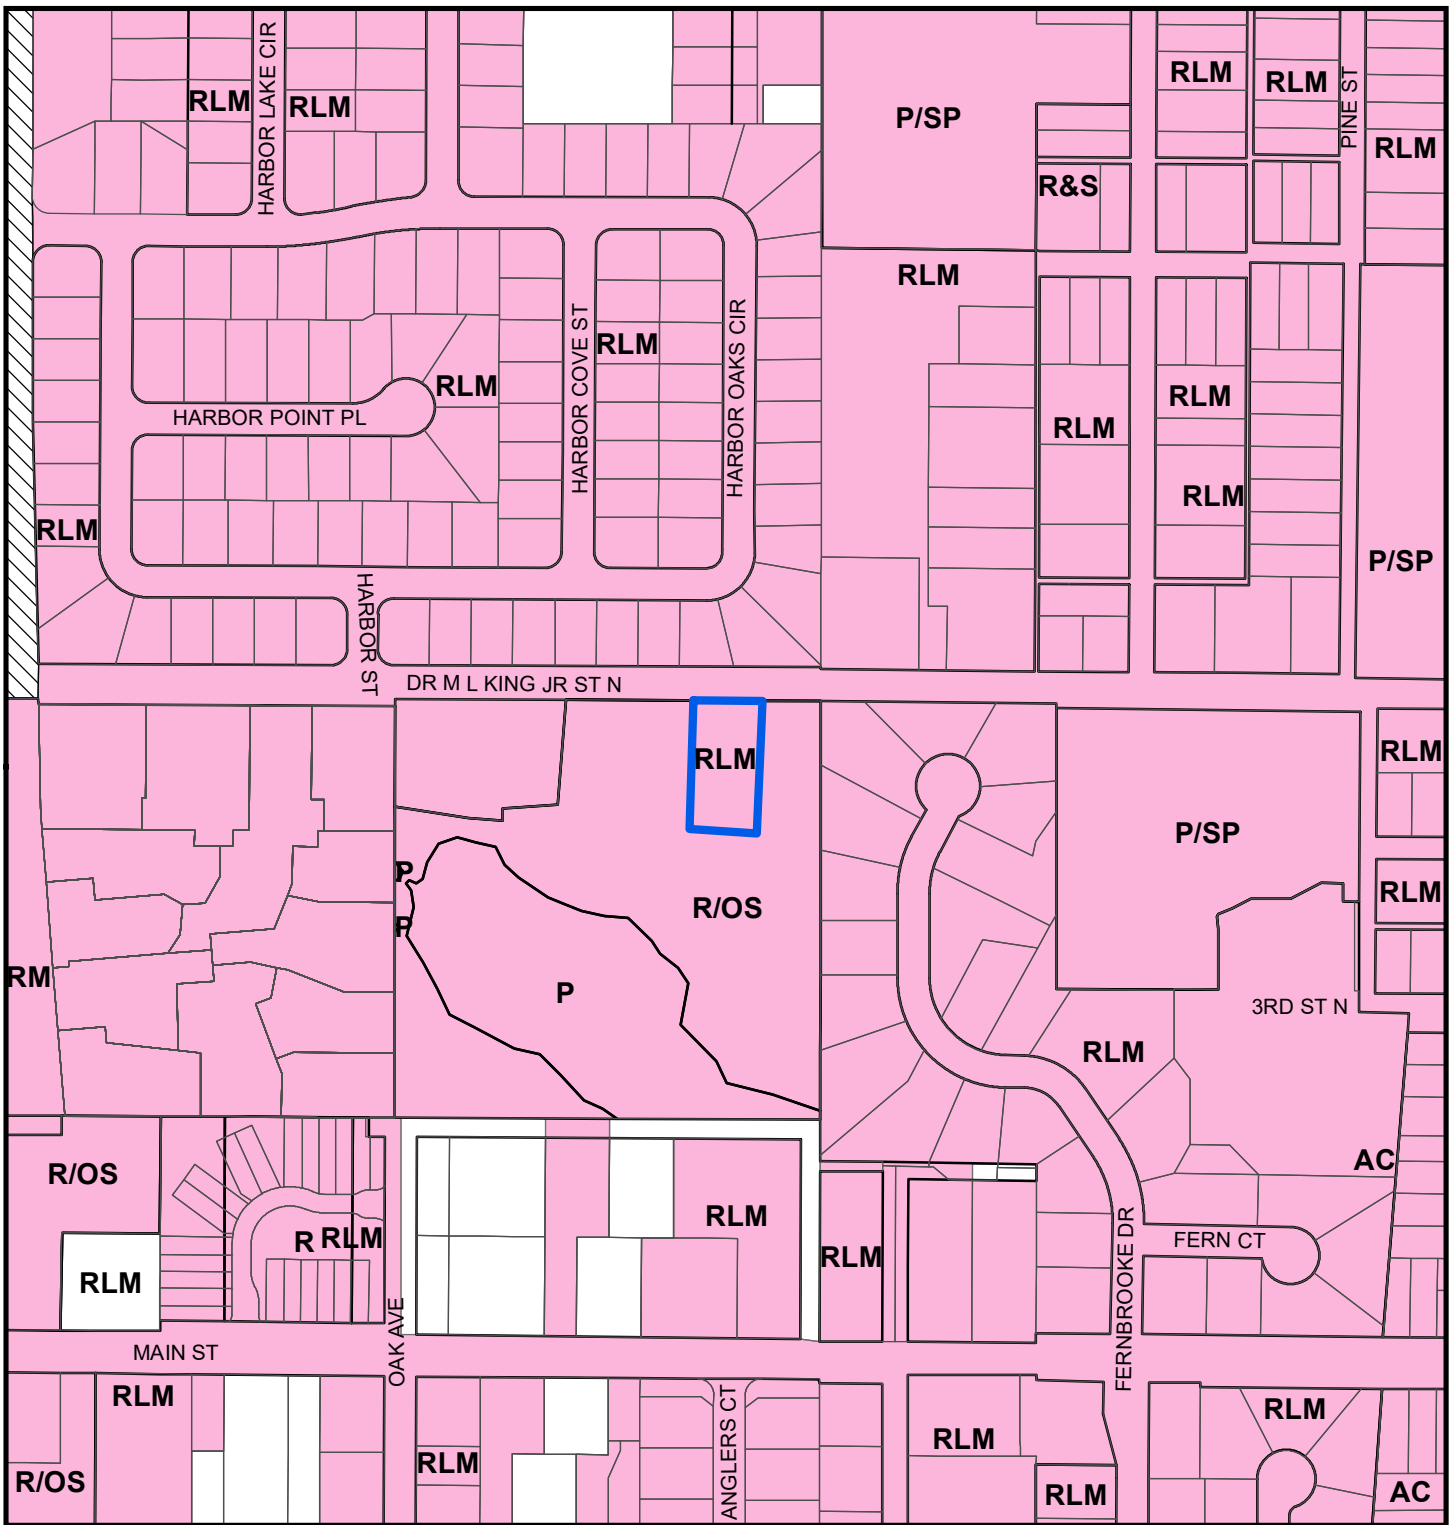 HARBOR LAKE CIR
RLM
RLM
P/SP
RLM
RLM
PINE ST
RLM
R&S
RLM
HARBOR COVE ST
RLM
HARBOR OAKS CIR
RLM
HARBOR POINT PL
RLM
RLM
RLM
RLM
P/SP
HARBOR ST
DR M L KING JR ST N
RLM
RLM
P/SP
P
RLM
R/OS
P
RM
P
3RD ST N
RLM
AC
R/OS
RLM
R
RLM
RLM
FERN CT
RLM
FERNBROOKE DR
OAK AVE
MAIN ST
RLM
ANGLERS CT
RLM
RLM
RLM
R/OS
RLM
AC